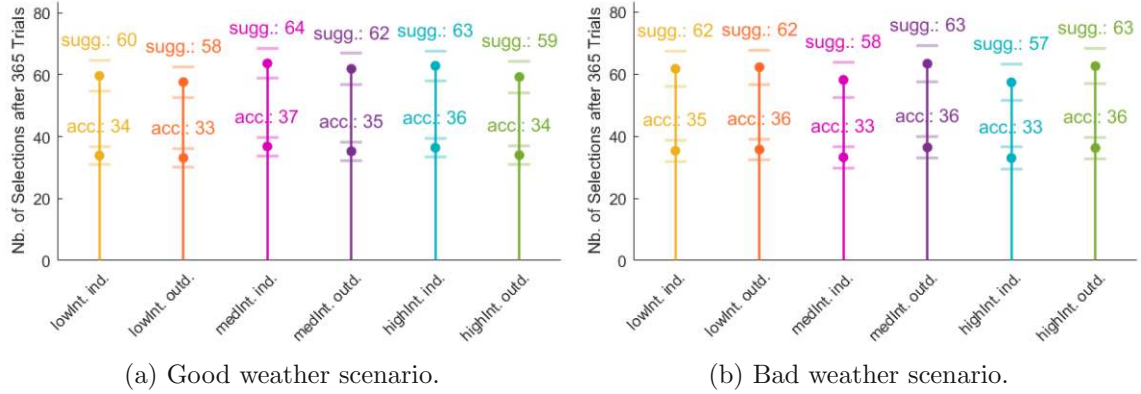 Nb. of Selections after 365 Trials
80
60
40
20
0
sugg.: 60
sugg.: 58
sugg.: 64
sugg.: 62
sugg.: 63
sugg.: 59
acc.: 34
acc.: 33
acc.: 37
acc.: 35
acc.: 36
acc.: 34
lowInt. ind.
lowInt. outd.
medInt. ind.
medInt. outd.
highInt. ind.
highInt. outd.
(a) Good weather scenario.
Nb. of Selections after 365 Trials
80
60
40
20
0
sugg.: 62
sugg.: 62
sugg.: 58
sugg.: 63
sugg.: 57
sugg.: 63
acc.: 35
acc.: 36
acc.: 33
acc.: 36
acc.: 33
acc.: 36
lowInt. ind.
lowInt. outd.
medInt. ind.
medInt. outd.
highInt. ind.
highInt. outd.
(b) Bad weather scenario.